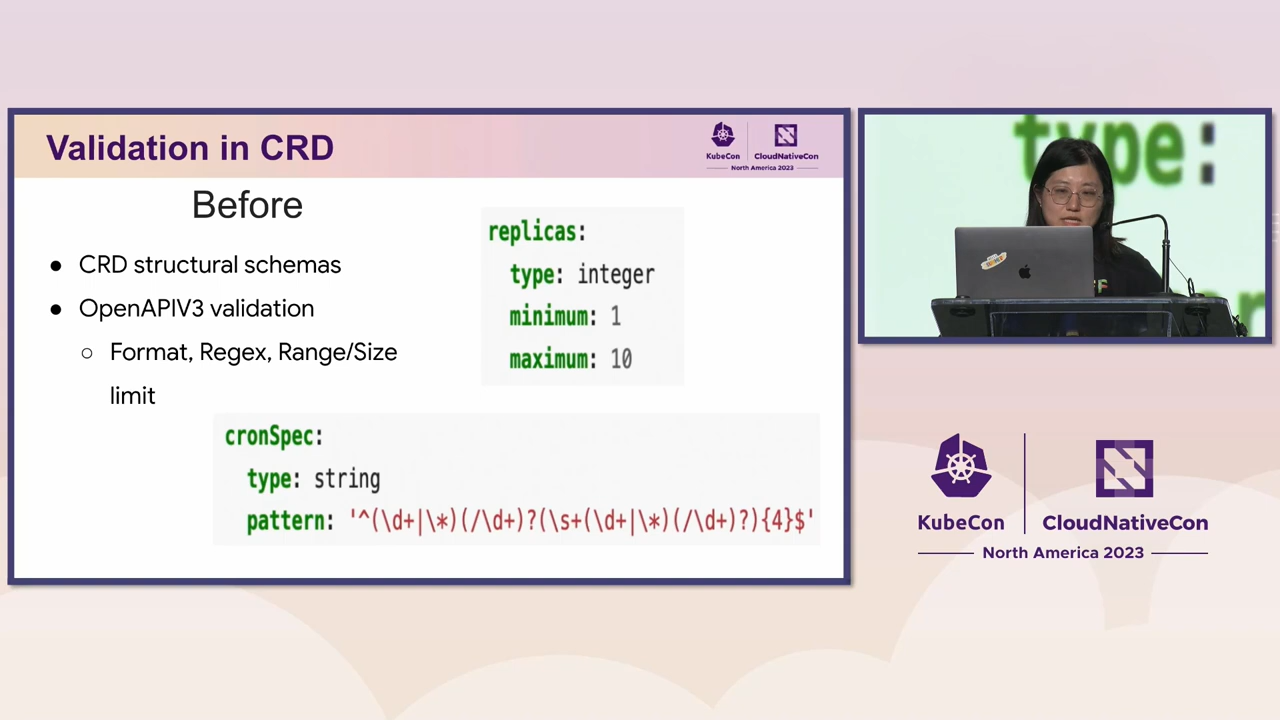 Validation in CRD
KubeCon
CloudNativeCon
North America 2023
Before
● CRD structural schemas
● OpenAPIV3 validation
○ Format, Regex, Range/Size
limit
replicas:
type: integer
minimum: 1
maximum: 10
cronSpec:
type: string
pattern: '^(\d+|\*)(/\d+)?(\s+(\d+|\*)(/\d+)?){4}$'
type:
KubeCon
CloudNativeCon
North America 2023